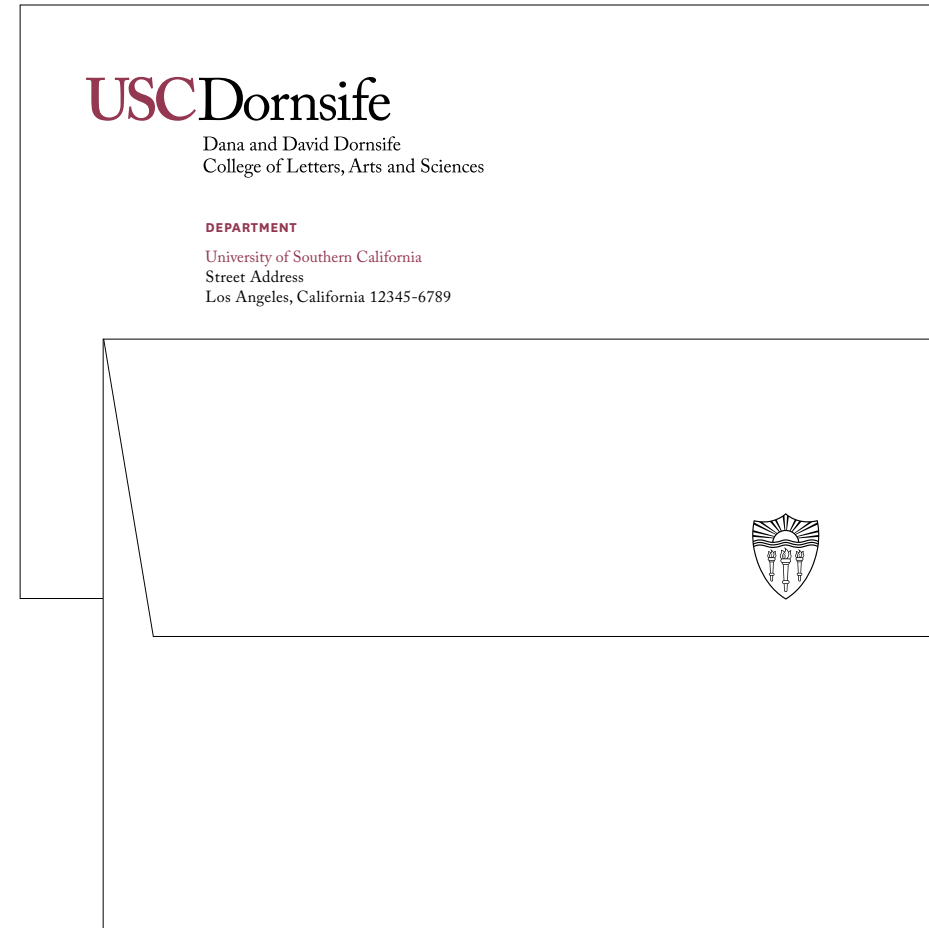 USCDornsife
Dana and David Dornsife
College of Letters, Arts and Sciences
DEPARTMENT
University of Southern California
Street Address
Los Angeles, California 12345-6789